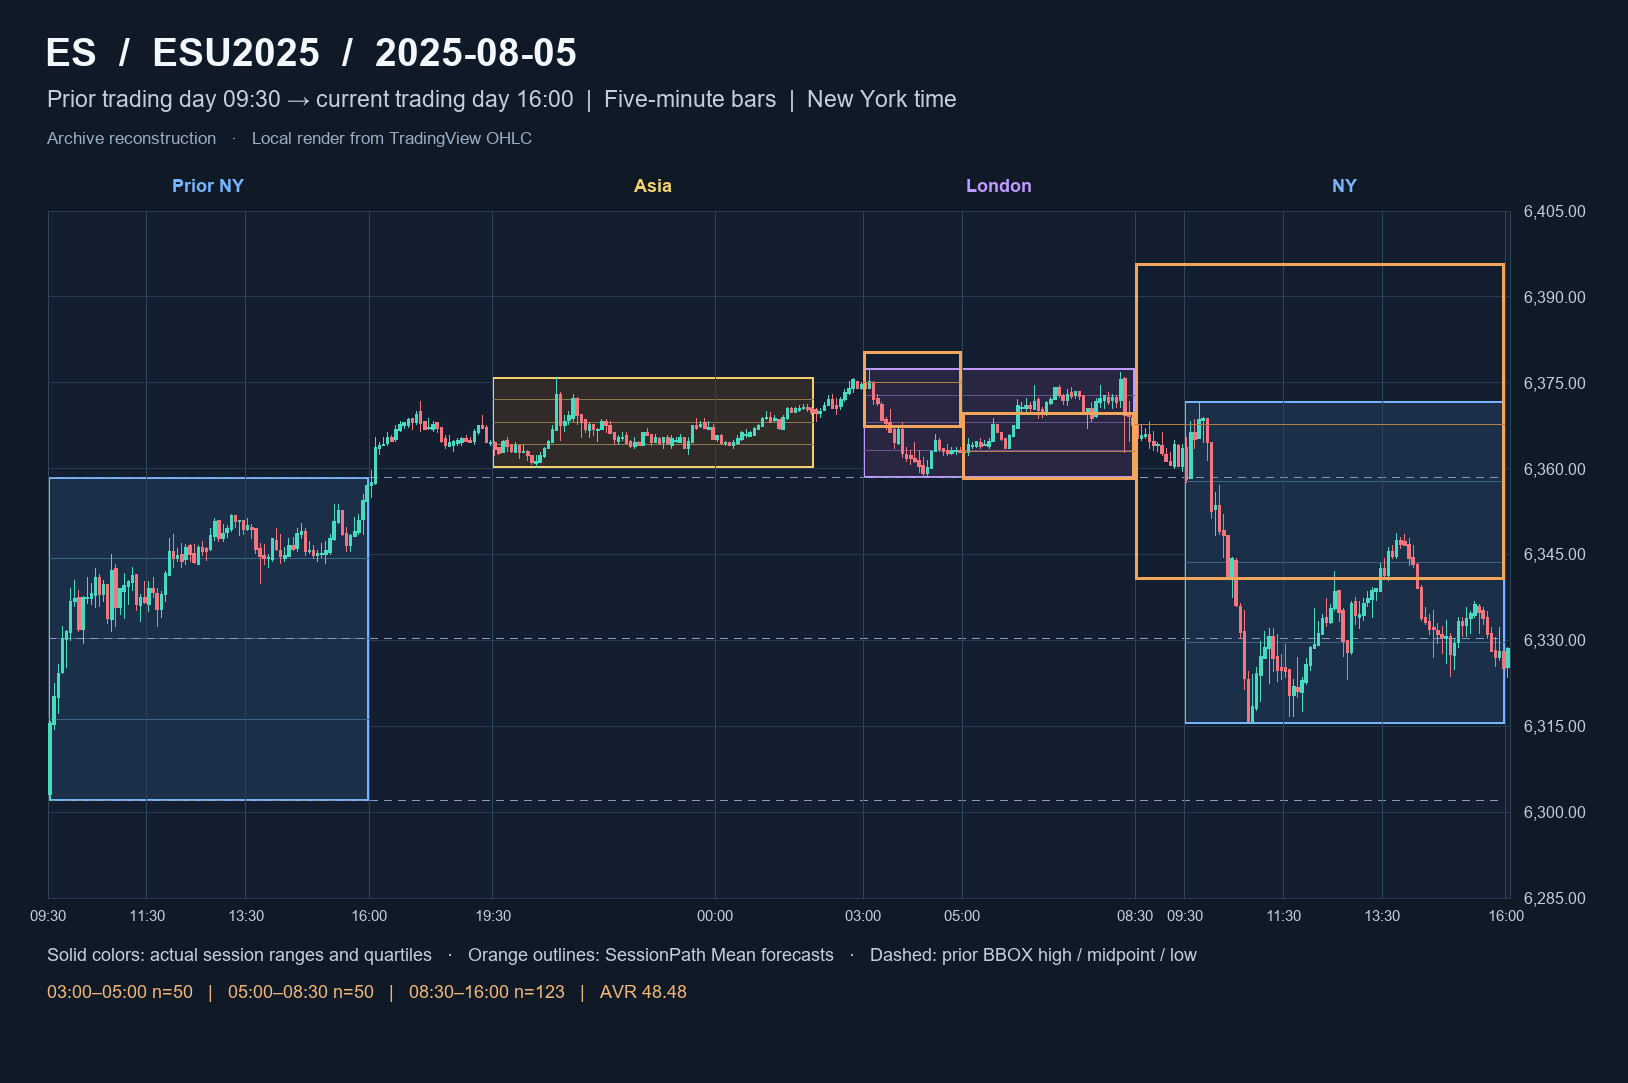 ES / ESU2025 / 2025-08-05
Prior trading day 09:30 → current trading day 16:00 | Five-minute bars | New York time
Archive reconstruction · Local render from TradingView OHLC
Prior NY Asia London NY
6,405.00
6,390.00
6,375.00
6,360.00
6,345.00
6,330.00
6,315.00
6,300.00
6,285.00
09:30 11:30 13:30 16:00 19:30 00:00 03:00 05:00 08:30 09:30 11:30 13:30 16:00
Solid colors: actual session ranges and quartiles · Orange outlines: SessionPath Mean forecasts · Dashed: prior BBOX high / midpoint / low
03:00–05:00 n=50 | 05:00–08:30 n=50 | 08:30–16:00 n=123 | AVR 48.48